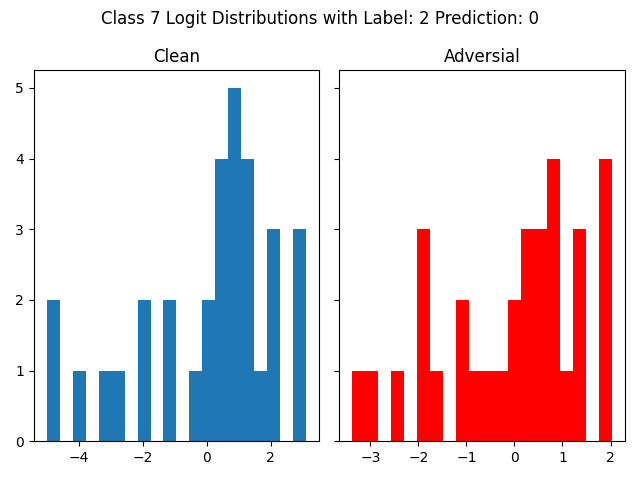 Class 7 Logit Distributions with Label: 2 Prediction: 0
Clean
Adversial
5
4
3
2
1
0
−4 −2 0 2
−3 −2 −1 0 1 2